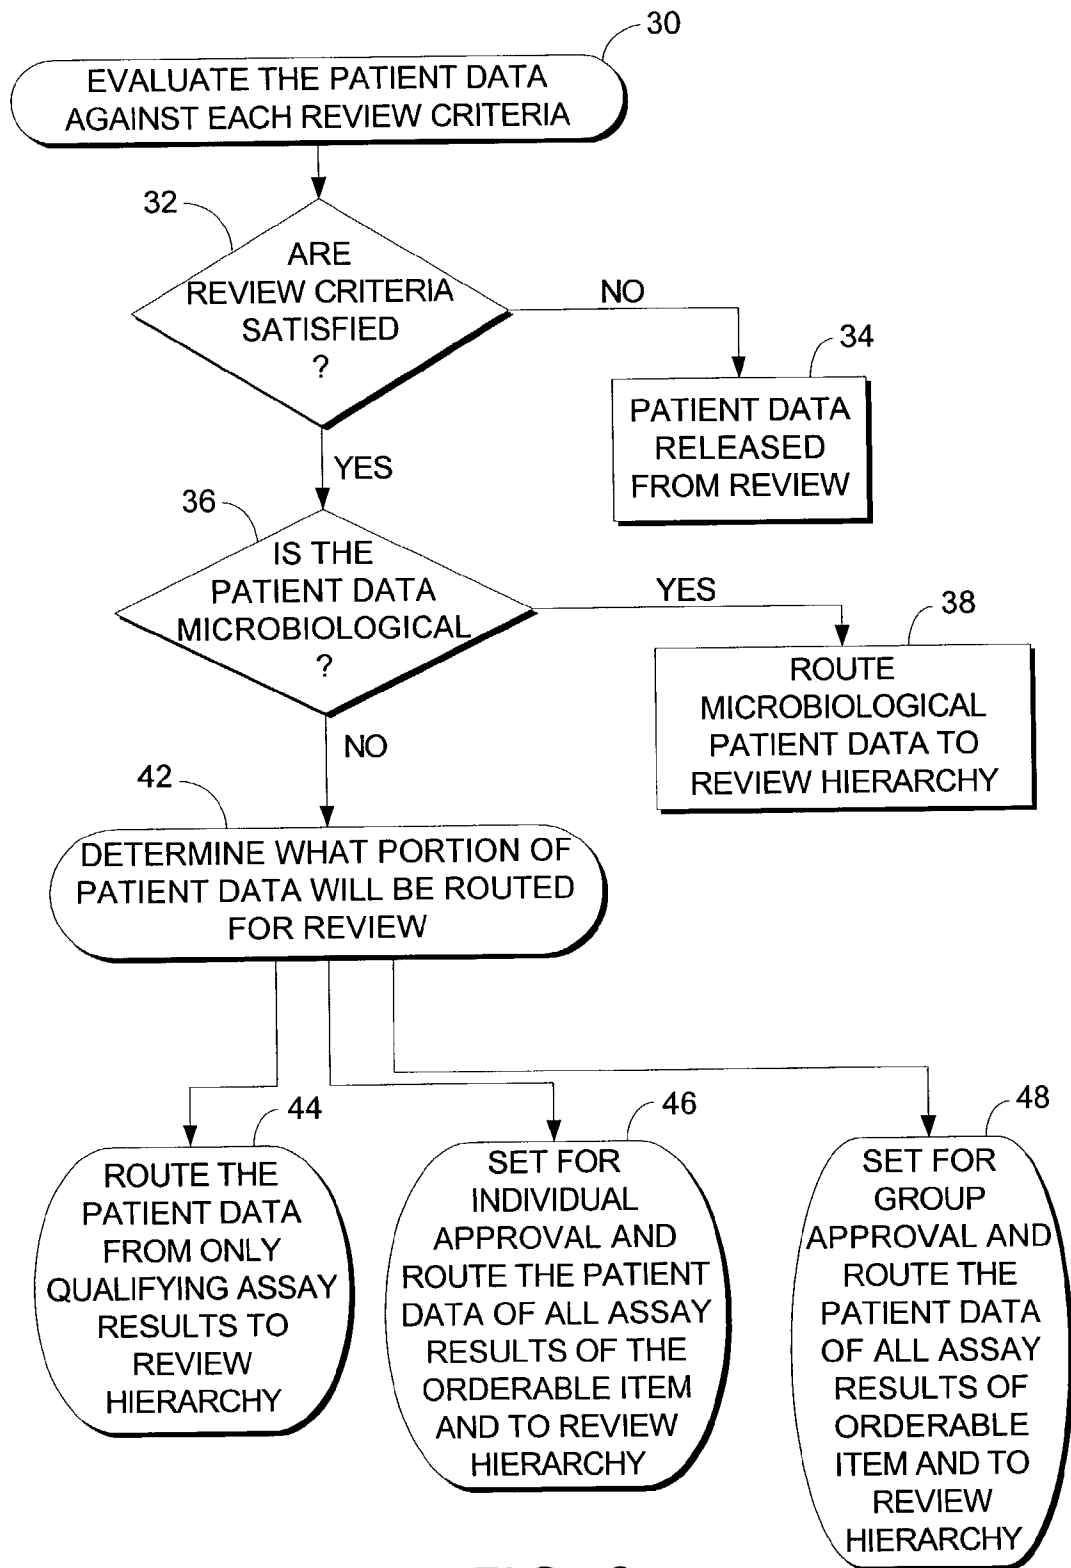 30
EVALUATE THE PATIENT DATA
AGAINST EACH REVIEW CRITERIA
32
ARE
REVIEW CRITERIA
SATISFIED
?
NO
34
PATIENT DATA
RELEASED
FROM REVIEW
YES
36
IS THE
PATIENT DATA
MICROBIOLOGICAL
?
YES
38
ROUTE
MICROBIOLOGICAL
PATIENT DATA TO
REVIEW HIERARCHY
NO
42
DETERMINE WHAT PORTION OF
PATIENT DATA WILL BE ROUTED
FOR REVIEW
44
ROUTE THE
PATIENT DATA
FROM ONLY
QUALIFYING ASSAY
RESULTS TO
REVIEW
HIERARCHY
46
SET FOR
INDIVIDUAL
APPROVAL AND
ROUTE THE PATIENT
DATA OF ALL ASSAY
RESULTS OF THE
ORDERABLE ITEM
AND TO REVIEW
HIERARCHY
48
SET FOR
GROUP
APPROVAL AND
ROUTE THE
PATIENT DATA
OF ALL ASSAY
RESULTS OF
ORDERABLE
ITEM AND TO
REVIEW
HIERARCHY